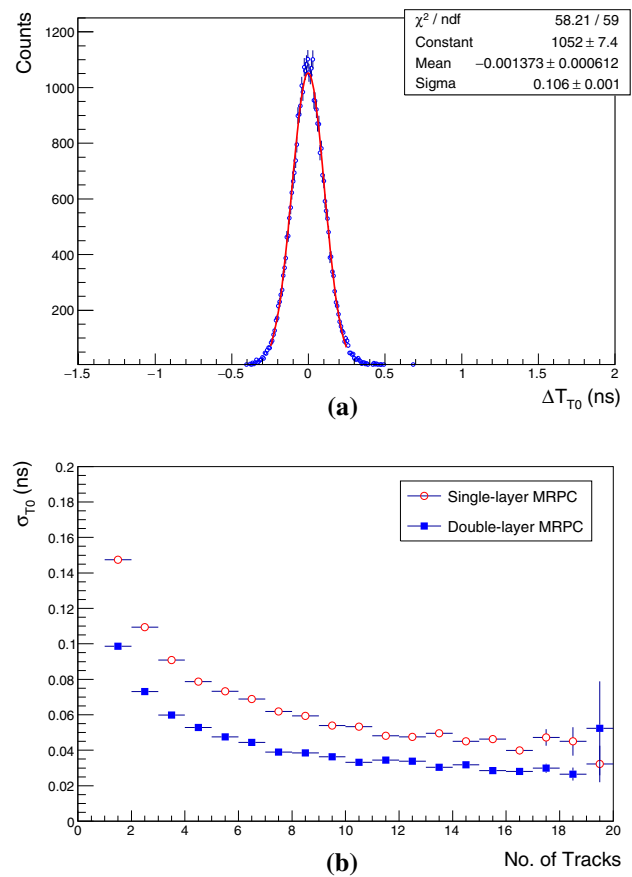 Counts
1200
1000
800
600
400
200
−1.5 −1 −0.5 0 0.5 1 1.5 2
χ² / ndf 58.21 / 59
Constant 1052 ± 7.4
Mean −0.001373 ± 0.000612
Sigma 0.106 ± 0.001
ΔT_T0 (ns)
(a)
σ_T0 (ns)
0.2
0.18
0.16
0.14
0.12
0.1
0.08
0.06
0.04
0.02
0
0 2 4 6 8 10 12 14 16 18 20
Single-layer MRPC
Double-layer MRPC
No. of Tracks
(b)